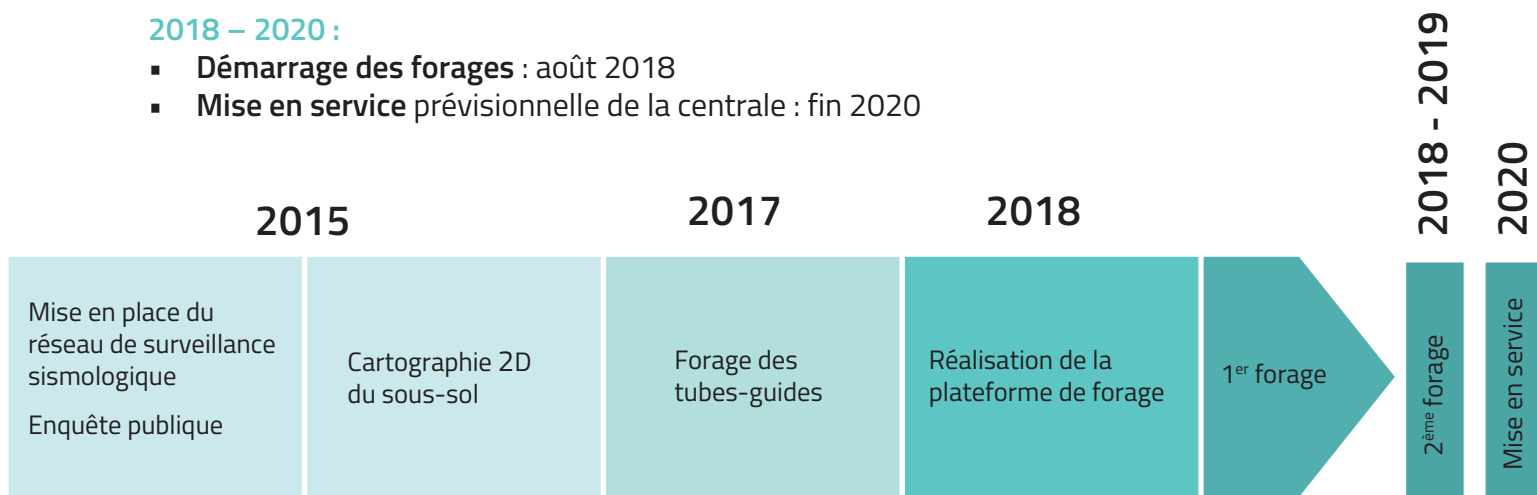 2018 – 2020 :
▪ Démarrage des forages : août 2018
▪ Mise en service prévisionnelle de la centrale : fin 2020
2015
2017
2018
2018 - 2019
2020
Mise en place du
réseau de surveillance
sismologique
Enquête publique
Cartographie 2D
du sous-sol
Forage des
tubes-guides
Réalisation de la
plateforme de forage
1er forage
2ème forage
Mise en service